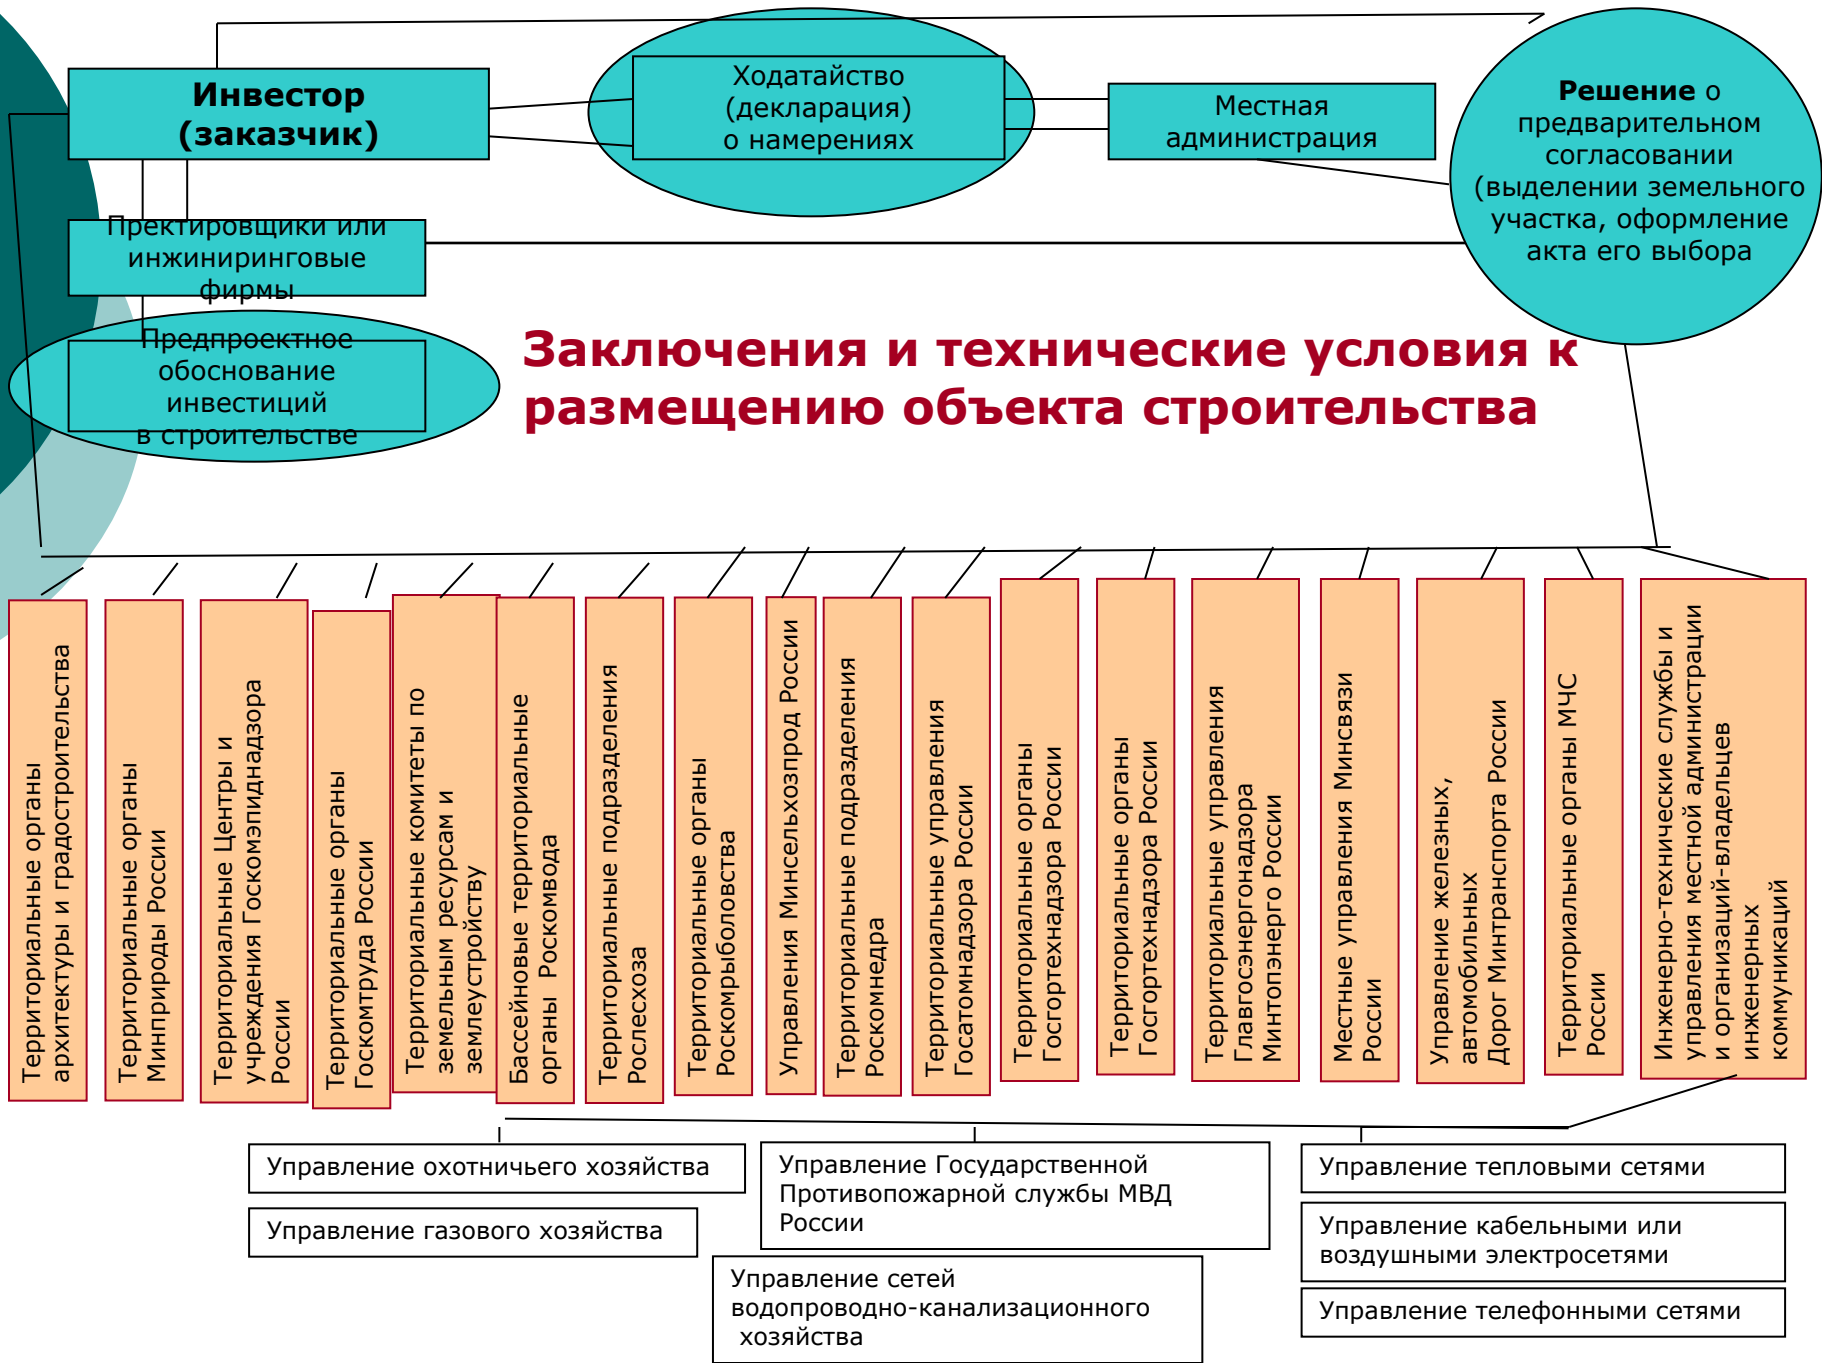 Инвестор
(заказчик)
Ходатайство
(декларация)
о намерениях
Местная
администрация
Решение о
предварительном
согласовании
(выделении земельного
участка, оформление
акта его выбора
Пректировщики или
инжиниринговые
фирмы
Предпроектное
обоснование
инвестиций
в строительстве
Заключения и технические условия к
размещению объекта строительства
Территориальные органы
архитектуры и градостроительства
Территориальные органы
Минприроды России
Территориальные Центры и
учреждения Госкомэпиднадзора
России
Территориальные органы
Госкомтруда России
Территориальные комитеты по
земельным ресурсам и
землеустройству
Бассейновые территориальные
органы Роскомвода
Территориальные подразделения
Рослесхоза
Территориальные органы
Роскомрыболовства
Управления Минсельхозпрод России
Территориальные подразделения
Роскомнедра
Территориальные управления
Госатомнадзора России
Территориальные органы
Госгортехнадзора России
Территориальные органы
Госгортехнадзора России
Территориальные управления
Главгосэнергонадзора
Минтопэнерго России
Местные управления Минсвязи
России
Управление железных,
автомобильных
Дорог Минтранспорта России
Территориальные органы МЧС
России
Инженерно-технические службы и
управления местной администрации
и организаций-владельцев
инженерных
коммуникаций
Управление охотничьего хозяйства
Управление газового хозяйства
Управление Государственной
Противопожарной службы МВД
России
Управление сетей
водопроводно-канализационного
хозяйства
Управление тепловыми сетями
Управление кабельными или
воздушными электросетями
Управление телефонными сетями